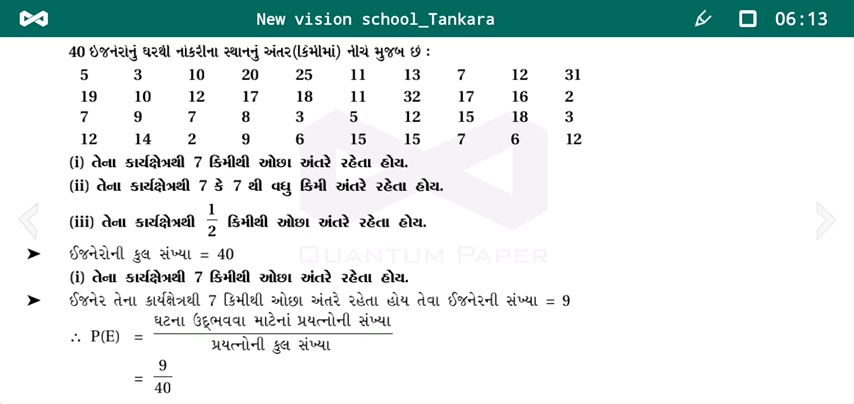 New vision school_Tankara
06:13
40 ઈજનેરોનું ઘરથી નોકરીના સ્થાનનું અંતર(કિમીમાં) નીચે મુજબ છે :
5 3 10 20 25 11 13 7 12 31
19 10 12 17 18 11 32 17 16 2
7 9 7 8 3 5 12 15 18 3
12 14 2 9 6 15 15 7 6 12
(i) તેના કાર્યક્ષેત્રથી 7 કિમીથી ઓછા અંતરે રહેતા હોય.
(ii) તેના કાર્યક્ષેત્રથી 7 કે 7 થી વધુ કિમી અંતરે રહેતા હોય.
(iii) તેના કાર્યક્ષેત્રથી 1/2 કિમીથી ઓછા અંતરે રહેતા હોય.
QUANTUM PAPER
➤ ઈજનેરોની કુલ સંખ્યા = 40
(i) તેના કાર્યક્ષેત્રથી 7 કિમીથી ઓછા અંતરે રહેતા હોય.
➤ ઈજનેર તેના કાર્યક્ષેત્રથી 7 કિમીથી ઓછા અંતરે રહેતા હોય તેવા ઈજનેરની સંખ્યા = 9
∴ P(E) = ઘટના ઉદ્દભવવા માટેનાં પ્રયત્નોની સંખ્યા
પ્રયત્નોની કુલ સંખ્યા
= 9/40